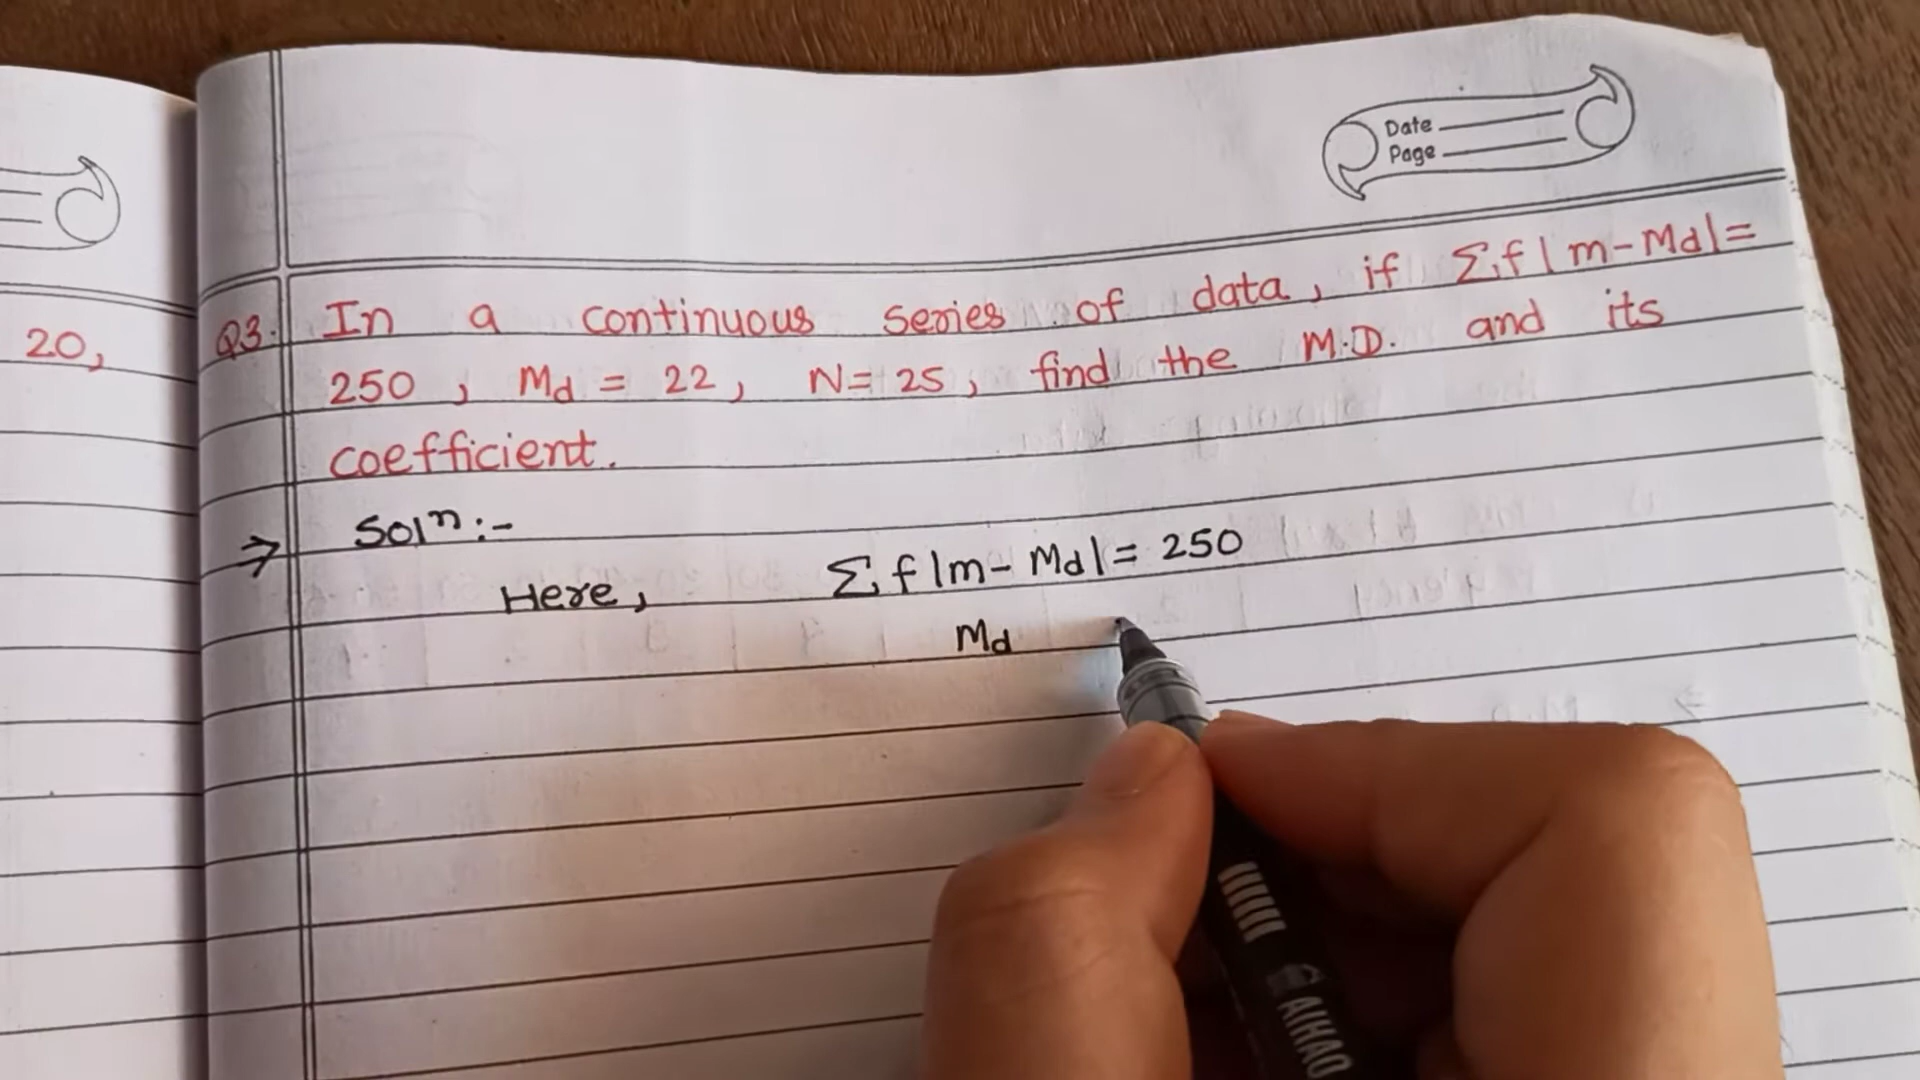 Date
Page
20,
Q3. In a continuous series of data, if Σf|m-Md|=
250, Md = 22, N= 25, find the M.D. and its
coefficient.
⇒ Solⁿ:-
Here, Σf|m- Md|= 250
Md
AIHAO